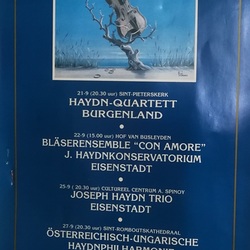 21-9 (20.30 uur) SINT-PIETERSKERK
HAYDN-QUARTETT
BURGENLAND
22-9 (15.00 uur) HOF VAN BUSLEYDEN
BLÄSERENSEMBLE "CON AMORE"
J. HAYDNKONSERVATORIUM
EISENSTADT
25-9 (20.30 uur) CULTUREEL CENTRUM A. SPINOY
JOSEPH HAYDN TRIO
EISENSTADT
27-9 (20.30 uur) SINT-ROMBOUTSKATHEDRAAL
ÖSTERREICHISCH-UNGARISCHE
HAYDNPHILHARMONIE